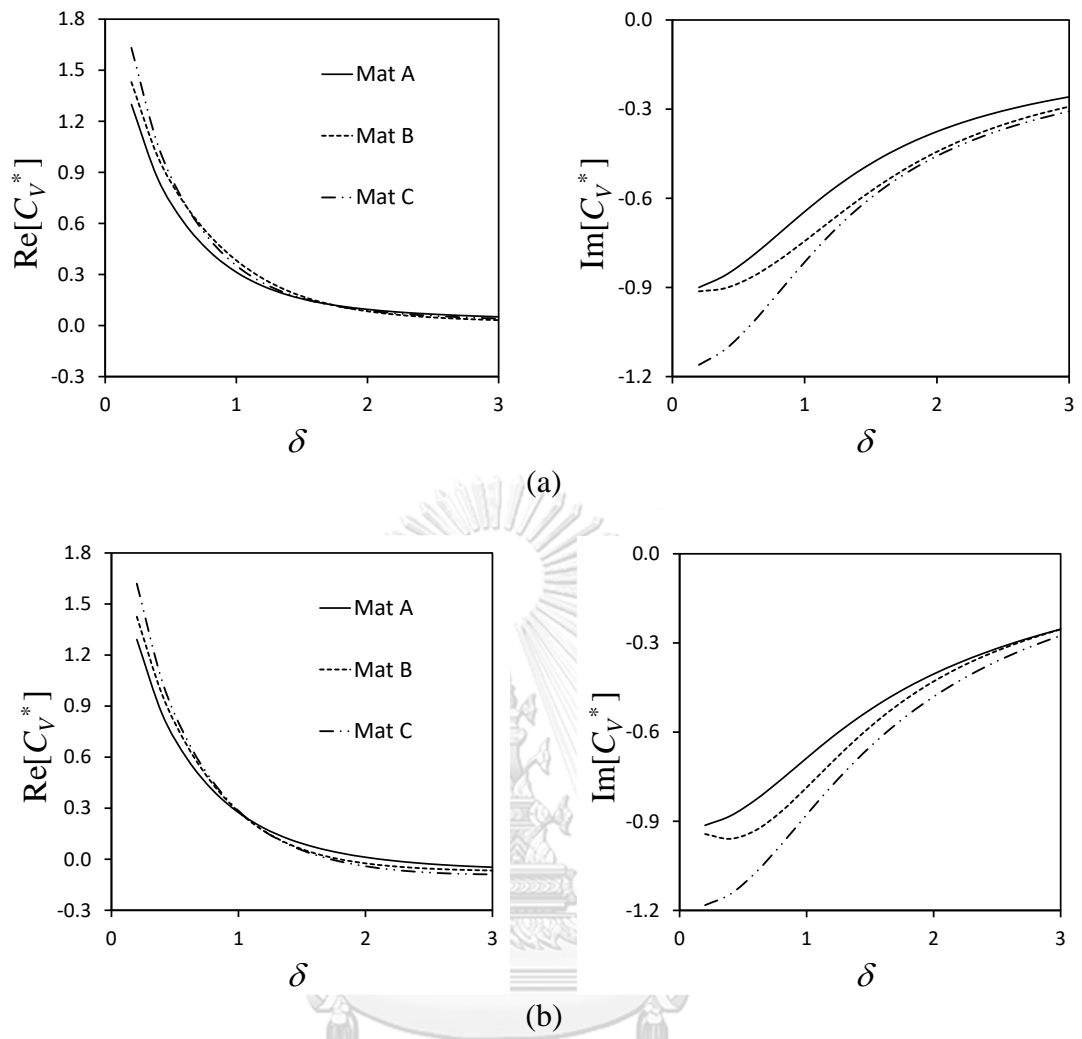 1.8
1.5
1.2
0.9
0.6
0.3
0.0
-0.3
Re[C_V^*]
Mat A
Mat B
Mat C
0 1 2 3
δ
0.0
-0.3
-0.6
-0.9
-1.2
Im[C_V^*]
0 1 2 3
δ
(a)
1.8
1.5
1.2
0.9
0.6
0.3
0.0
-0.3
Re[C_V^*]
Mat A
Mat B
Mat C
0 1 2 3
δ
0.0
-0.3
-0.6
-0.9
-1.2
Im[C_V^*]
0 1 2 3
δ
(b)